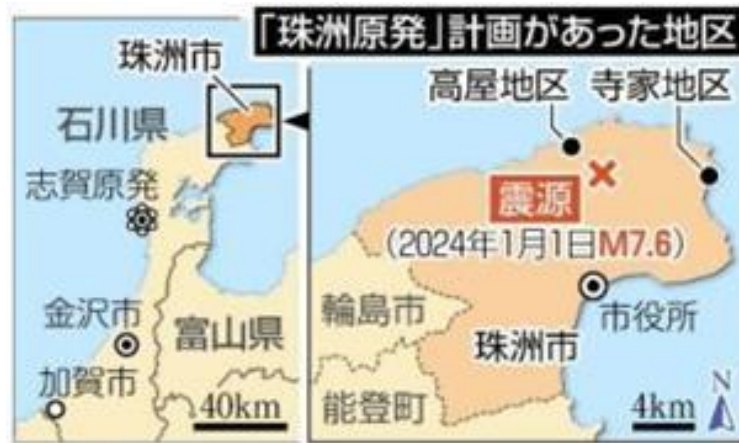 「珠洲原発」計画があった地区
珠洲市
石川県
志賀原発
金沢市
富山県
加賀市
40km
高屋地区
寺家地区
震源
(2024年1月1日M7.6)
輪島市
市役所
珠洲市
能登町
4km
N